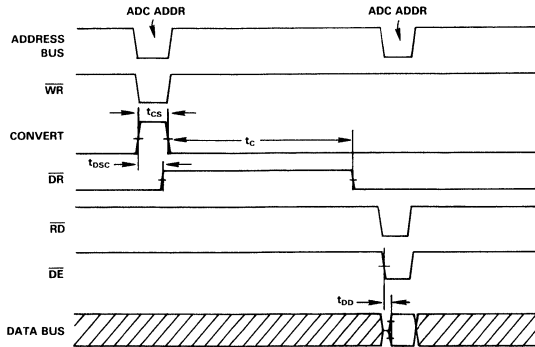 ADC ADDR
ADC ADDR
ADDRESS
BUS
WR
tCS
CONVERT
tC
tDSC
DR
RD
DE
tDD
DATA BUS